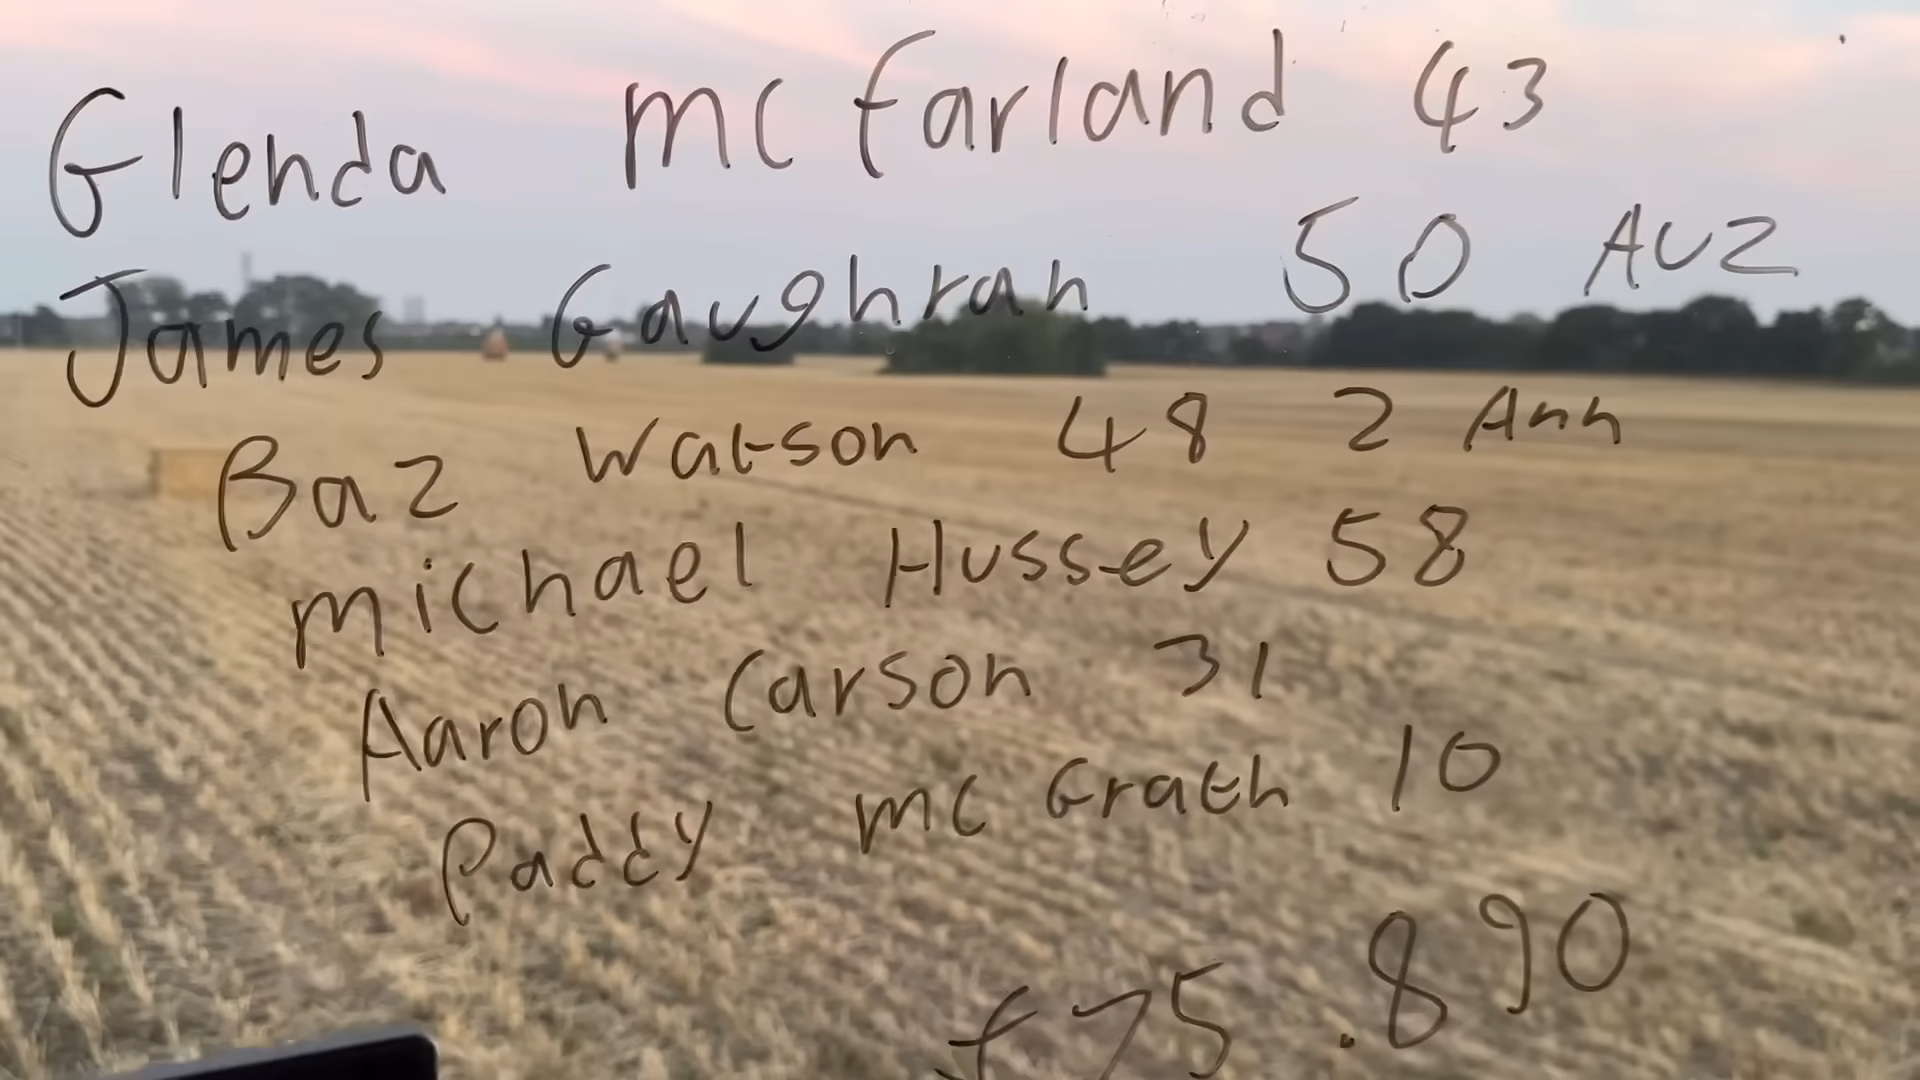 Glenda mc farland 43
James Gaughran 50 AUZ
Baz Watson 48 2 Ann
michael Hussey 58
Aaron Carson 31
Paddy mc Grath 10
£75.890